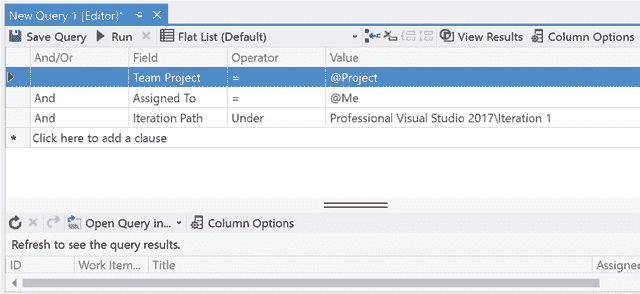 New Query 1 [Editor]*
Save Query Run Flat List (Default) View Results Column Options
And/Or Field Operator Value
Team Project = @Project
And Assigned To = @Me
And Iteration Path Under Professional Visual Studio 2017\Iteration 1
* Click here to add a clause
Open Query in... Column Options
Refresh to see the query results.
ID Work Item... Title Assigne